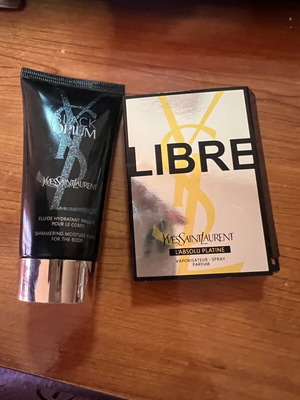 BLACK
OPIUM
YVESSAINTLAURENT
FLUIDE HYDRATANT
POUR LE CORPS
SHIMMERING MOISTURE
FOR THE BODY
LIBRE
YVESSAINTLAURENT
L'ABSOLU PLATINE
VAPORISATEUR - SPRAY
PARFUM